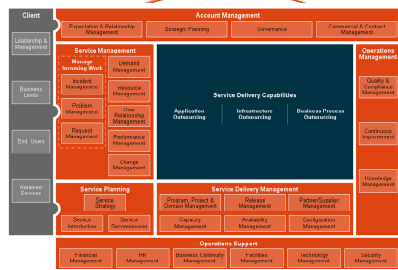 Client
Account Management
Leadership &
Management
Expectation & Relationship
Management
Strategic Planning
Governance
Commercial & Contract
Management
Service Management
Manage
Incoming Work
Demand
Management
Incident
Management
Resource
Management
Problem
Management
User
Relationship
Management
Request
Management
Performance
Management
Change
Management
Business
Leads
End Users
Retained
Services
Service Delivery Capabilities
Application
Outsourcing
Infrastructure
Outsourcing
Business Process
Outsourcing
Operations
Management
Quality &
Compliance
Management
Continuous
Improvement
Knowledge
Management
Service Planning
Service
Strategy
Service
Introduction
Service
Decommission
Service Delivery Management
Program, Project &
Domain Management
Release
Management
Partner/Supplier
Management
Capacity
Management
Availability
Management
Configuration
Management
Operations Support
Financial
Management
HR
Management
Business Continuity
Management
Facilities
Management
Technology
Management
Security
Management